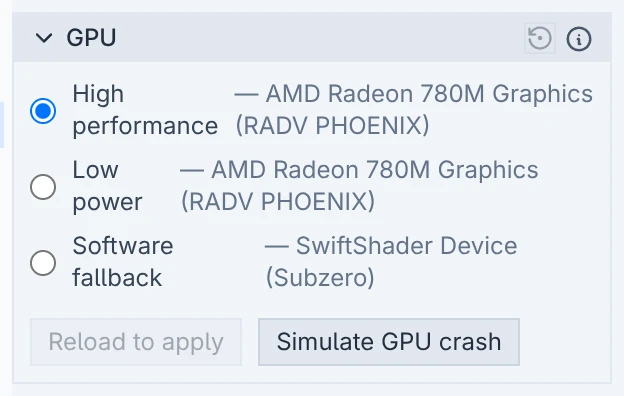 GPU
High performance — AMD Radeon 780M Graphics (RADV PHOENIX)
Low power — AMD Radeon 780M Graphics (RADV PHOENIX)
Software fallback — SwiftShader Device (Subzero)
Reload to apply Simulate GPU crash